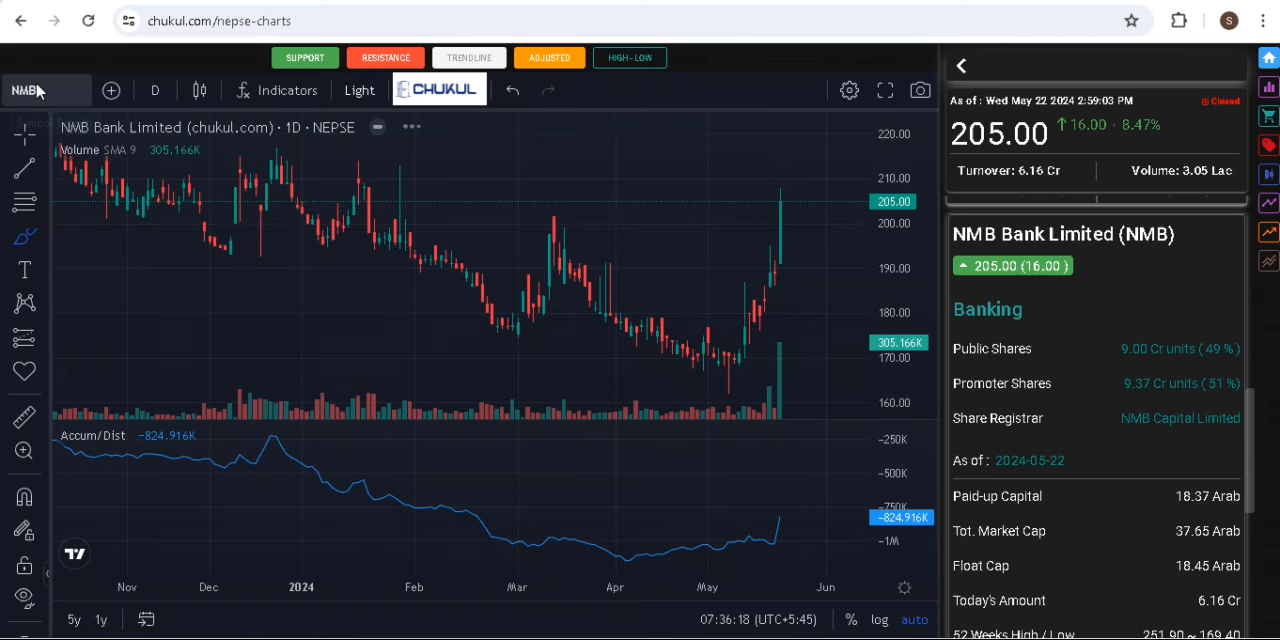 chukul.com/nepse-charts
S
SUPPORT RESISTANCE TRENDLINE ADJUSTED HIGH-LOW
NMB D Indicators Light CHUKUL
NMB Bank Limited (chukul.com) · 1D · NEPSE
Volume SMA 9 305.166K
220.00
210.00
205.00
200.00
190.00
180.00
305.166K
170.00
160.00
Accum/Dist -824.916K
-250K
-500K
-750K
-824.916K
-1M
Nov Dec 2024 Feb Mar Apr May Jun
5y 1y 07:36:18 (UTC+5:45) % log auto
As of : Wed May 22 2024 2:59:03 PM Closed
205.00 ↑16.00 · 8.47%
Turnover: 6.16 Cr Volume: 3.05 Lac
NMB Bank Limited (NMB)
205.00 (16.00 )
Banking
Public Shares 9.00 Cr units ( 49 % )
Promoter Shares 9.37 Cr units ( 51 % )
Share Registrar NMB Capital Limited
As of : 2024-05-22
Paid-up Capital 18.37 Arab
Tot. Market Cap 37.65 Arab
Float Cap 18.45 Arab
Today's Amount 6.16 Cr
52 Weeks High / Low 251.90 ~ 169.40